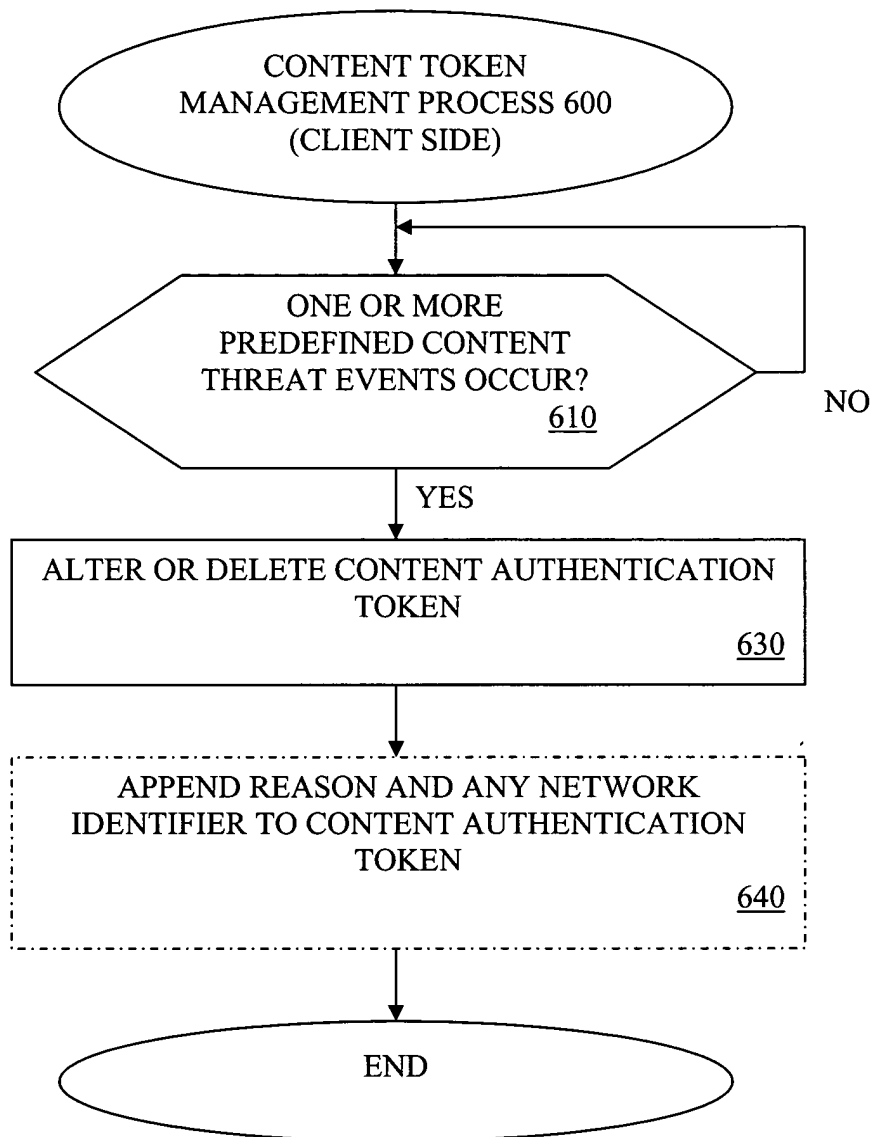 CONTENT TOKEN
MANAGEMENT PROCESS 600
(CLIENT SIDE)
ONE OR MORE
PREDEFINED CONTENT
THREAT EVENTS OCCUR?
610
NO
YES
ALTER OR DELETE CONTENT AUTHENTICATION
TOKEN
630
APPEND REASON AND ANY NETWORK
IDENTIFIER TO CONTENT AUTHENTICATION
TOKEN
640
END